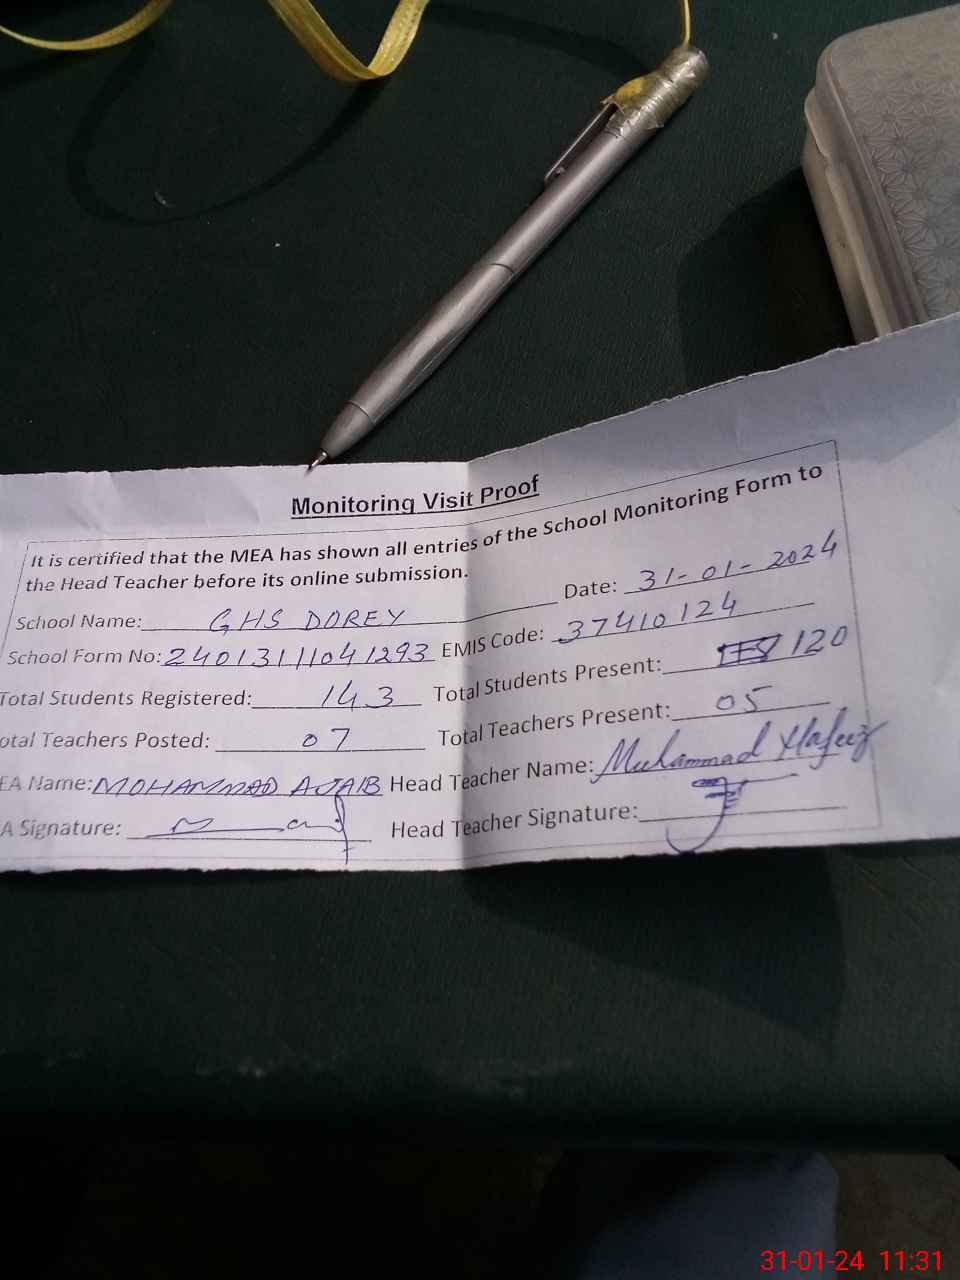 Monitoring Visit Proof
It is certified that the MEA has shown all entries of the School Monitoring Form to
the Head Teacher before its online submission.
School Name: GHS DOREY Date: 31-01-2024
School Form No: 24013111041293 EMIS Code: 37410124
Total Students Registered: 143 Total Students Present: 120
otal Teachers Posted: 07 Total Teachers Present: 05
EA Name: MOHAMMAD AJAIB Head Teacher Name: Muhammad Hafeez
A Signature: Head Teacher Signature:
31-01-24 11:31